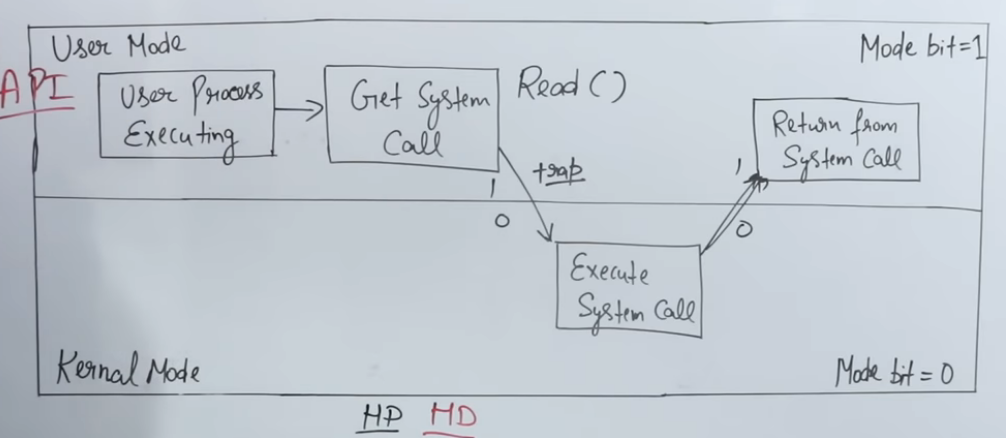 User Mode
Mode bit=1
API
User Process
Executing
Get System
Call
Read()
Return from
System Call
trap
1
0
1
0
Execute
System Call
Kernal Mode
Mode bit = 0
HP MD